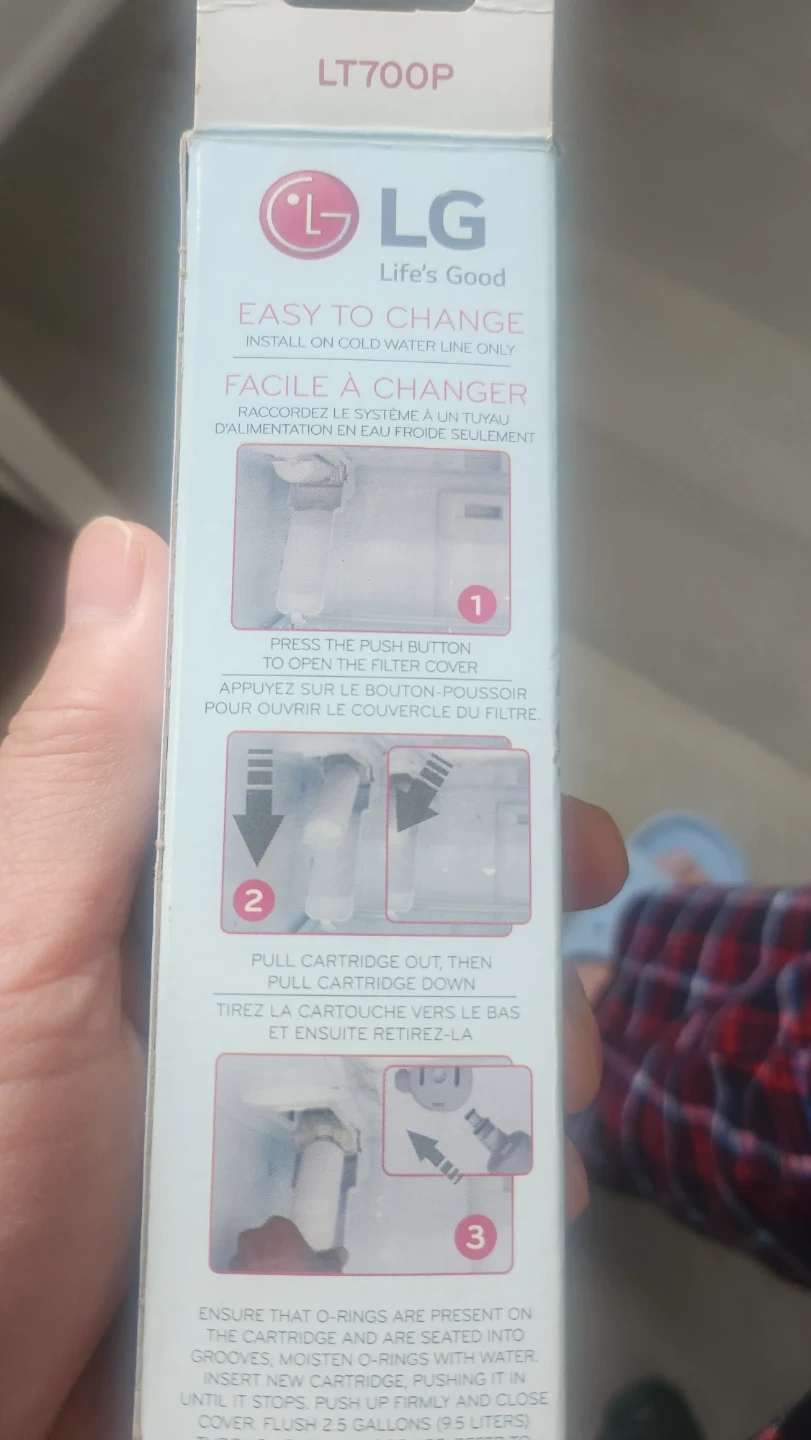 LT700P
LG
Life's Good
EASY TO CHANGE
INSTALL ON COLD WATER LINE ONLY
FACILE À CHANGER
RACCORDEZ LE SYSTÈME À UN TUYAU
D'ALIMENTATION EN EAU FROIDE SEULEMENT
1
PRESS THE PUSH BUTTON
TO OPEN THE FILTER COVER
APPUYEZ SUR LE BOUTON-POUSSOIR
POUR OUVRIR LE COUVERCLE DU FILTRE.
2
PULL CARTRIDGE OUT, THEN
PULL CARTRIDGE DOWN
TIREZ LA CARTOUCHE VERS LE BAS
ET ENSUITE RETIREZ-LA
3
ENSURE THAT O-RINGS ARE PRESENT ON
THE CARTRIDGE AND ARE SEATED INTO
GROOVES; MOISTEN O-RINGS WITH WATER.
INSERT NEW CARTRIDGE, PUSHING IT IN
UNTIL IT STOPS. PUSH UP FIRMLY AND CLOSE
COVER. FLUSH 2.5 GALLONS (9.5 LITERS)